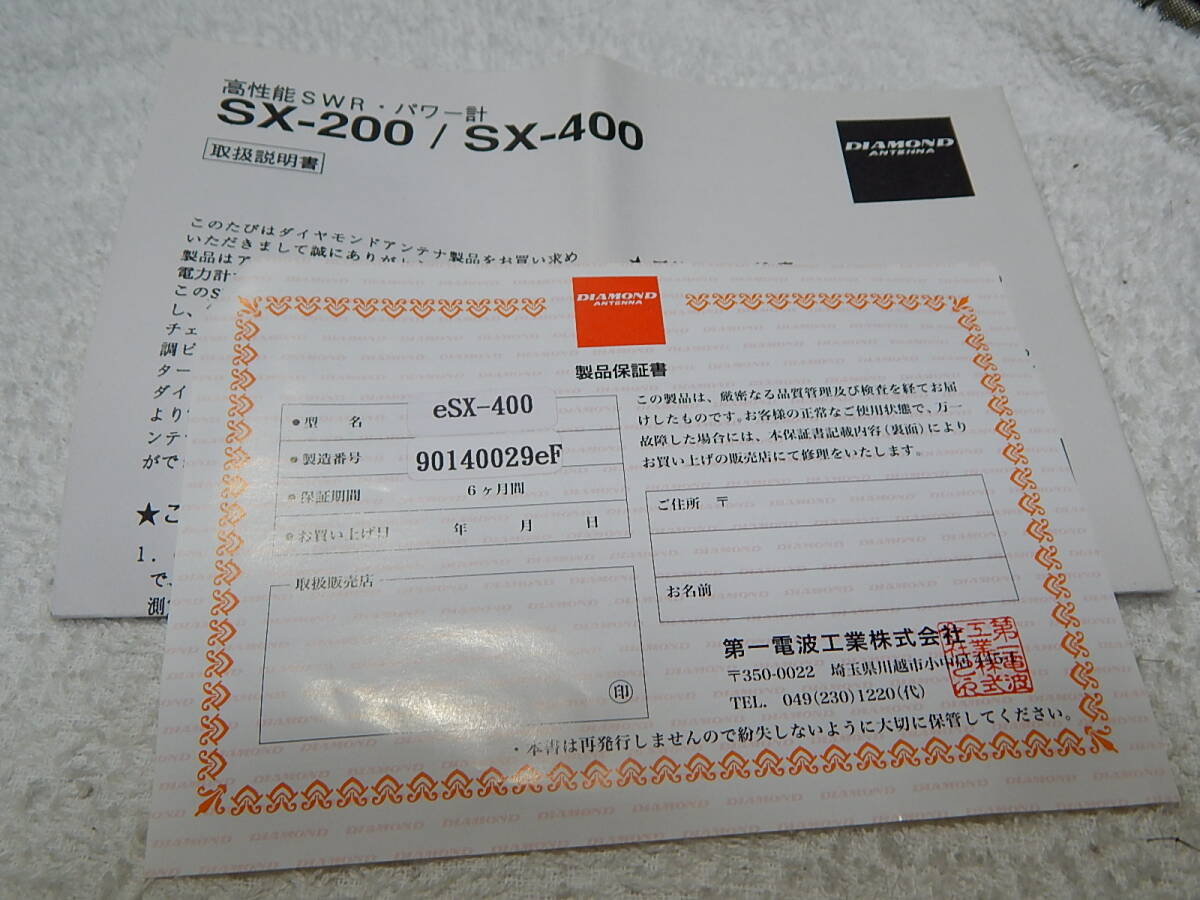 高性能SWR・パワー計
SX-200 / SX-400
取扱説明書
DIAMOND
ANTENNA
このたびはダイヤモンドアンテナ製品をお買い求め
いただきまして誠にありがと
製品はア
電力計
このS
し、
チェ
調ピ
ター
ダイ
より
ンテ
がで
★こ
1.
で、
測
DIAMOND
ANTENNA
製品保証書
●型 名 eSX-400
●製造番号 90140029eF
●保証期間 6ヶ月間
●お買い上げ日 年 月 日
取扱販売店
印
この製品は、厳密なる品質管理及び検査を経てお届
けしたものです。お客様の正常なご使用状態で、万一
故障した場合には、本保証書記載内容(裏面)により
お買い上げの販売店にて修理をいたします。
ご住所 〒
お名前
第一電波工業株式会社
〒350-0022 埼玉県川越市小中居
TEL. 049(230)1220(代)
・本書は再発行しませんので紛失しないように大切に保管してください。